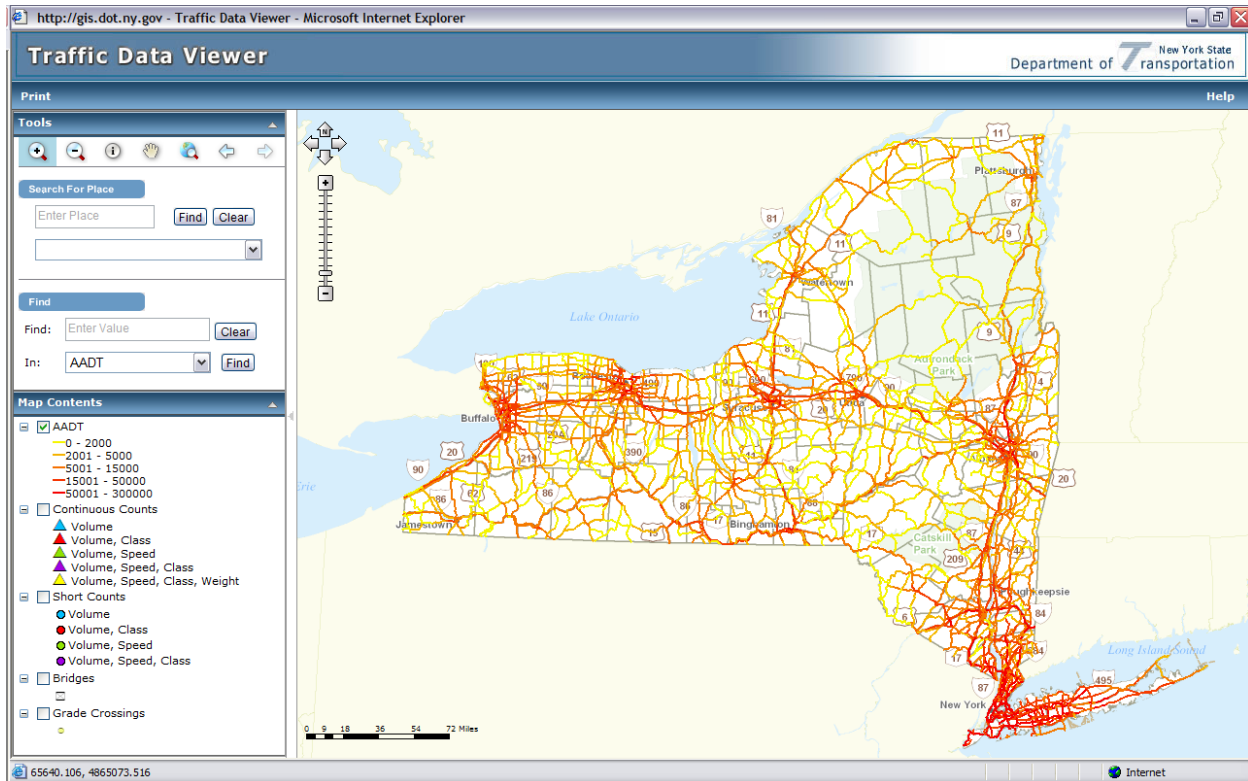 http://gis.dot.ny.gov - Traffic Data Viewer - Microsoft Internet Explorer
Traffic Data Viewer
New York State
Department of Transportation
Print
Help
Tools
Search For Place
Enter Place
Find
Clear
Find
Find:
Enter Value
Clear
In:
AADT
Find
Map Contents
AADT
0 - 2000
2001 - 5000
5001 - 15000
15001 - 50000
50001 - 300000
Continuous Counts
Volume
Volume, Class
Volume, Speed
Volume, Speed, Class
Volume, Speed, Class, Weight
Short Counts
Volume
Volume, Class
Volume, Speed
Volume, Speed, Class
Bridges
Grade Crossings
N
11
Plattsburgh
87
81
9
11
Watertown
11
Lake Ontario
9
81
Adirondack
Park
4
490
690
20
87
90
Buffalo
Syracuse
Utica
20
390
90
20
86
62
86
86
17
88
Jamestown
15
Binghamton
17
Catskill
Park
87
209
44
Poughkeepsie
84
6
17
84
Long Island Sound
495
87
New York
0 9 18 36 54 72 Miles
65640.106, 4865073.516
Internet